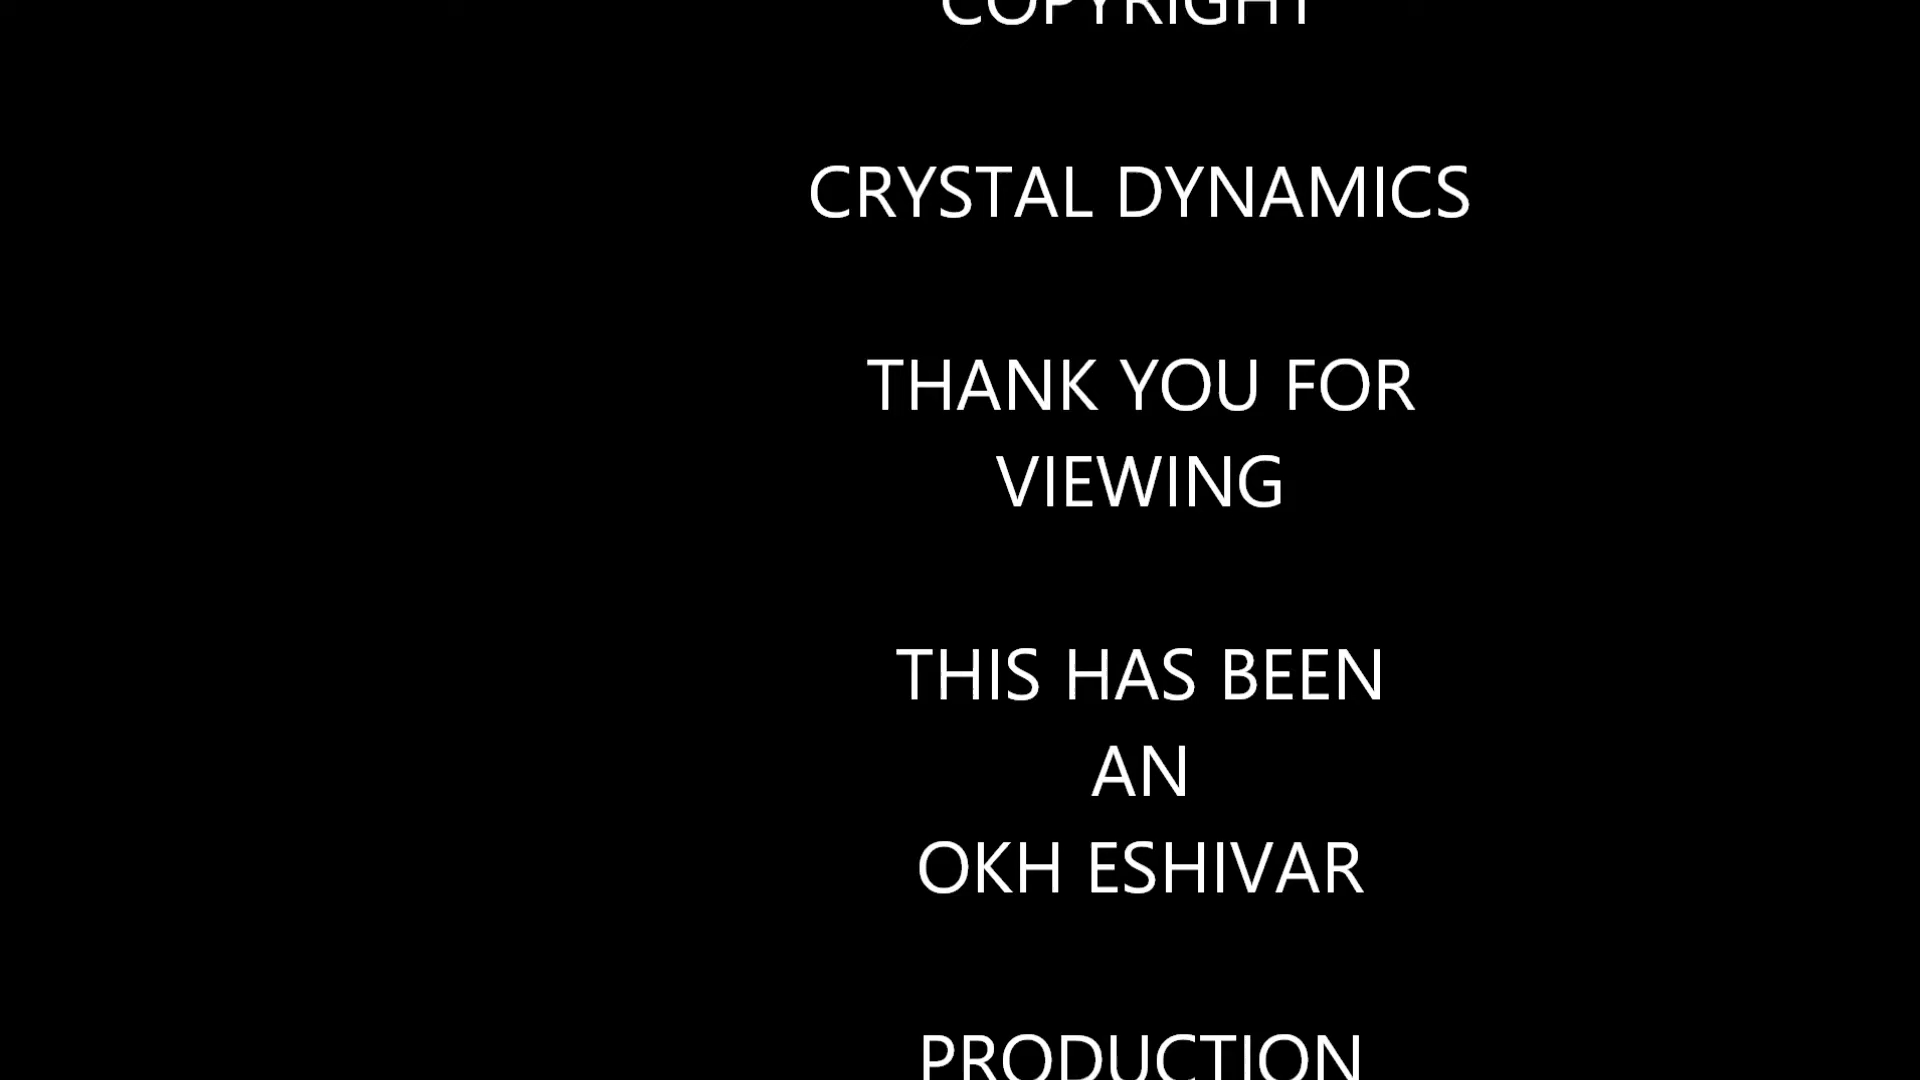 COPYRIGHT
CRYSTAL DYNAMICS
THANK YOU FOR
VIEWING
THIS HAS BEEN
AN
OKH ESHIVAR
PRODUCTION